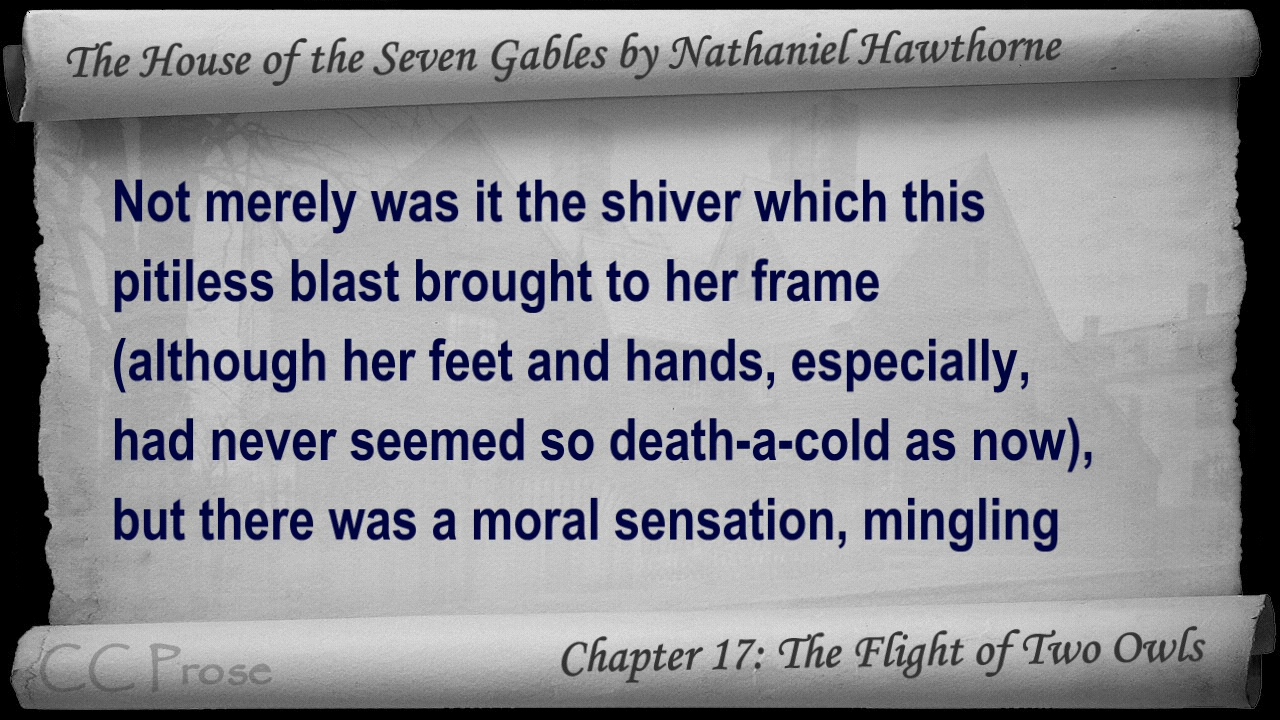 The House of the Seven Gables by Nathaniel Hawthorne
Not merely was it the shiver which this
pitiless blast brought to her frame
(although her feet and hands, especially,
had never seemed so death-a-cold as now),
but there was a moral sensation, mingling
CC Prose
Chapter 17: The Flight of Two Owls